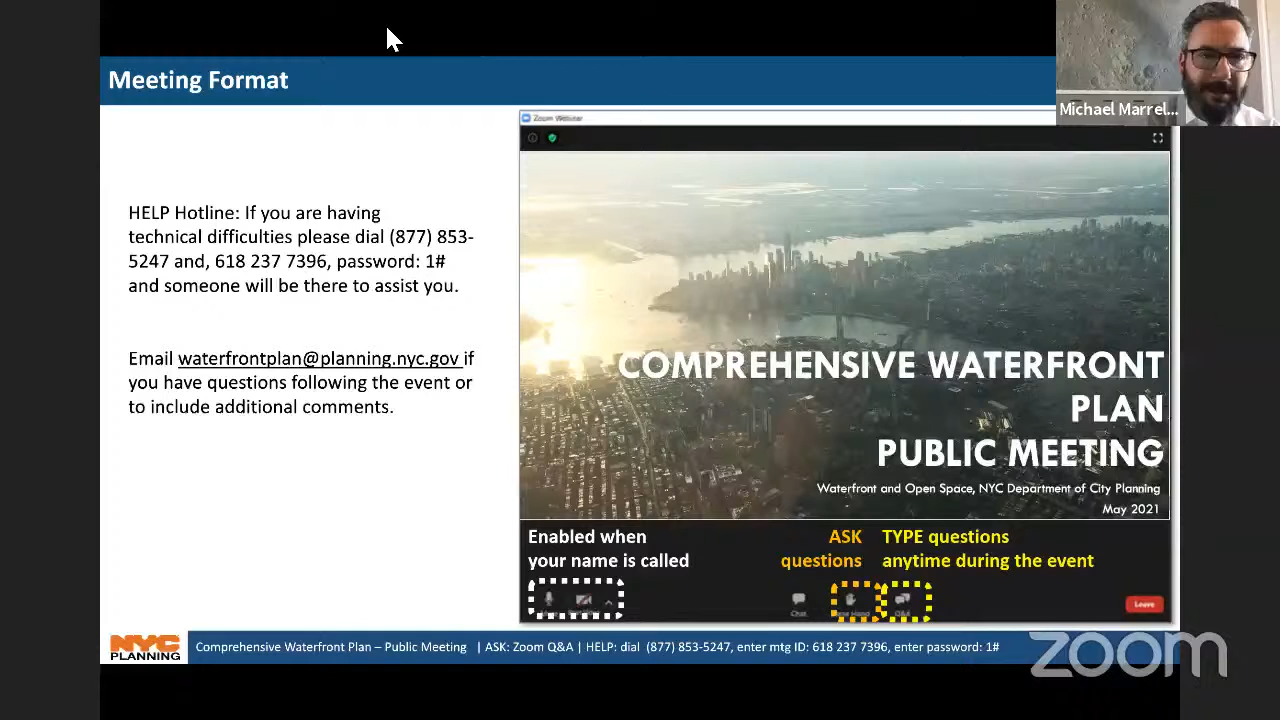 Meeting Format
Michael Marrel...
HELP Hotline: If you are having
technical difficulties please dial (877) 853-
5247 and, 618 237 7396, password: 1#
and someone will be there to assist you.
Email waterfrontplan@planning.nyc.gov if
you have questions following the event or
to include additional comments.
Zoom Webinar
COMPREHENSIVE WATERFRONT
PLAN
PUBLIC MEETING
Waterfront and Open Space, NYC Department of City Planning
May 2021
Enabled when
your name is called
ASK
questions
TYPE questions
anytime during the event
Chat
Q&A
Leave
NYC
PLANNING
Comprehensive Waterfront Plan – Public Meeting | ASK: Zoom Q&A | HELP: dial (877) 853-5247, enter mtg ID: 618 237 7396, enter password: 1#
zoom